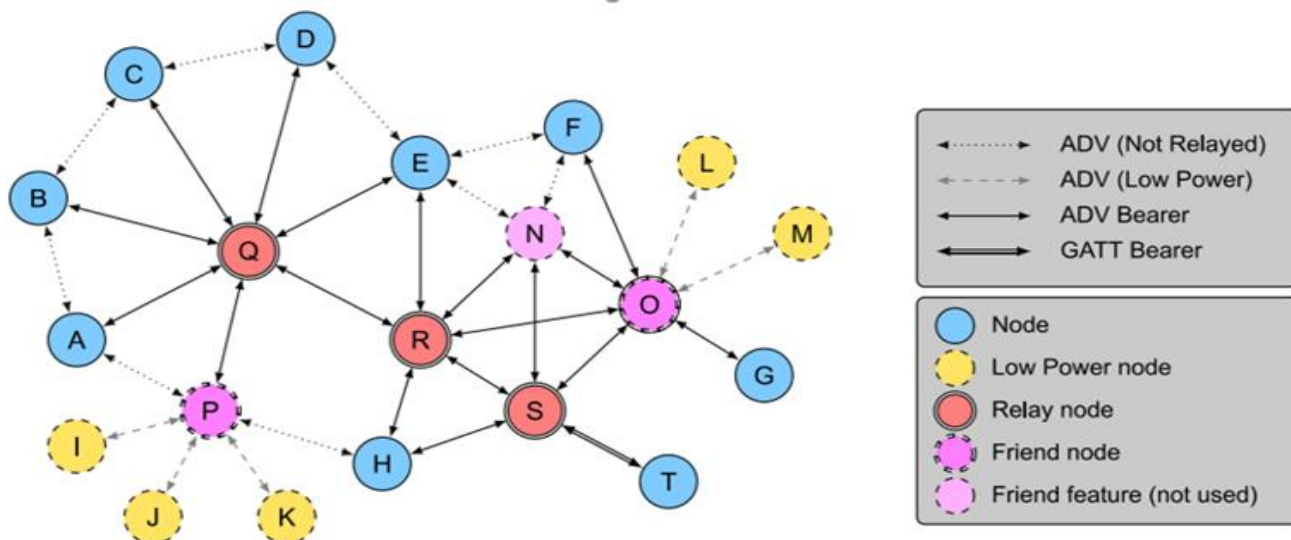 D
C
F
E
L
B
N
M
Q
O
A
R
G
P
S
I
H
T
J
K
ADV (Not Relayed)
ADV (Low Power)
ADV Bearer
GATT Bearer
Node
Low Power node
Relay node
Friend node
Friend feature (not used)